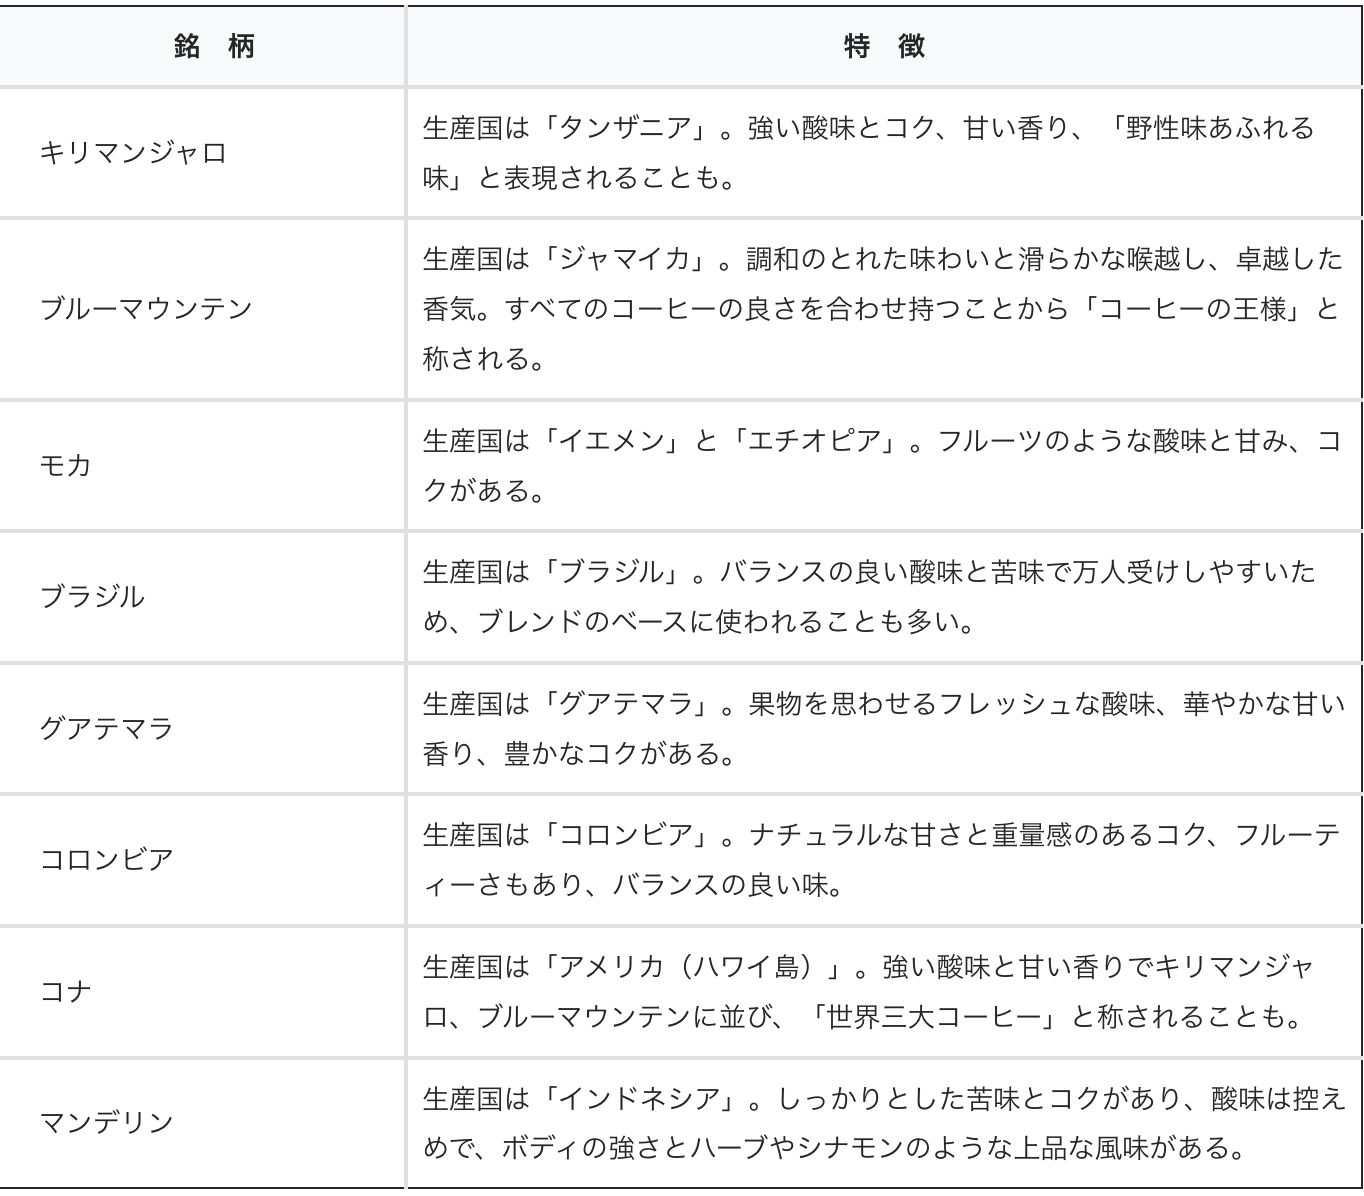 銘　柄
特　徴
キリマンジャロ
生産国は「タンザニア」。強い酸味とコク、甘い香り、「野性味あふれる
味」と表現されることも。
ブルーマウンテン
生産国は「ジャマイカ」。調和のとれた味わいと滑らかな喉越し、卓越した
香気。すべてのコーヒーの良さを合わせ持つことから「コーヒーの王様」と
称される。
モカ
生産国は「イエメン」と「エチオピア」。フルーツのような酸味と甘み、コ
クがある。
ブラジル
生産国は「ブラジル」。バランスの良い酸味と苦味で万人受けしやすいた
め、ブレンドのベースに使われることも多い。
グアテマラ
生産国は「グアテマラ」。果物を思わせるフレッシュな酸味、華やかな甘い
香り、豊かなコクがある。
コロンビア
生産国は「コロンビア」。ナチュラルな甘さと重量感のあるコク、フルーテ
ィーさもあり、バランスの良い味。
コナ
生産国は「アメリカ（ハワイ島）」。強い酸味と甘い香りでキリマンジャ
ロ、ブルーマウンテンに並び、「世界三大コーヒー」と称されることも。
マンデリン
生産国は「インドネシア」。しっかりとした苦味とコクがあり、酸味は控え
めで、ボディの強さとハーブやシナモンのような上品な風味がある。